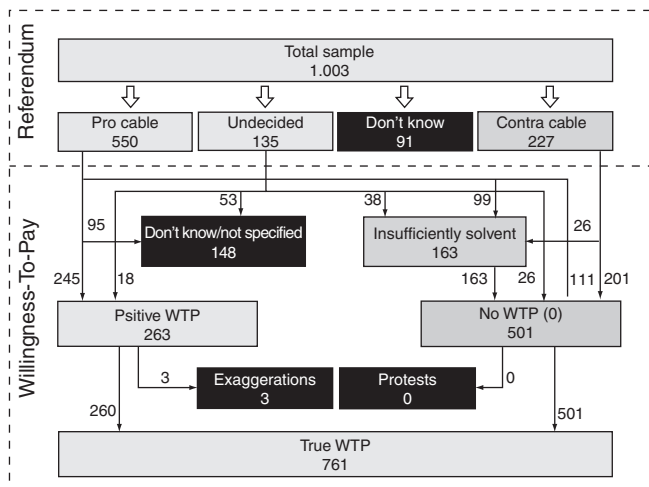 Referendum
Total sample
1.003
Pro cable
550
Undecided
135
Don't know
91
Contra cable
227
Willingness-To-Pay
53
38
99
95
26
Don't know/not specified
148
Insufficiently solvent
163
245
18
163
26
111
201
Psitive WTP
263
No WTP (0)
501
3
Exaggerations
3
Protests
0
0
260
501
True WTP
761